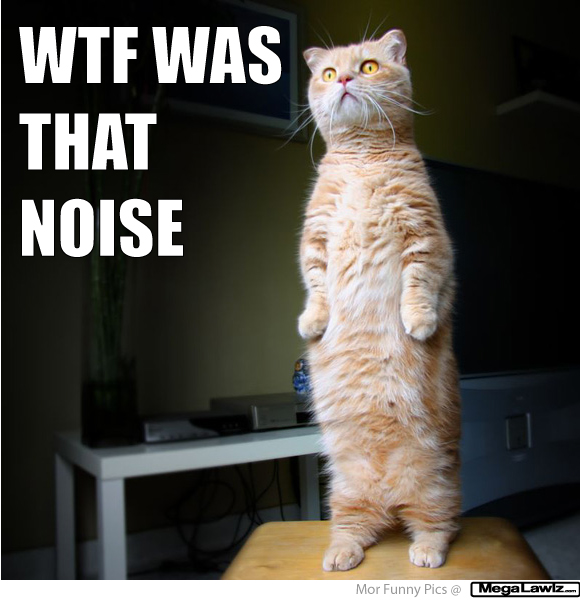 WTF WAS
THAT
NOISE
Mor Funny Pics @ MegaLawlz.com